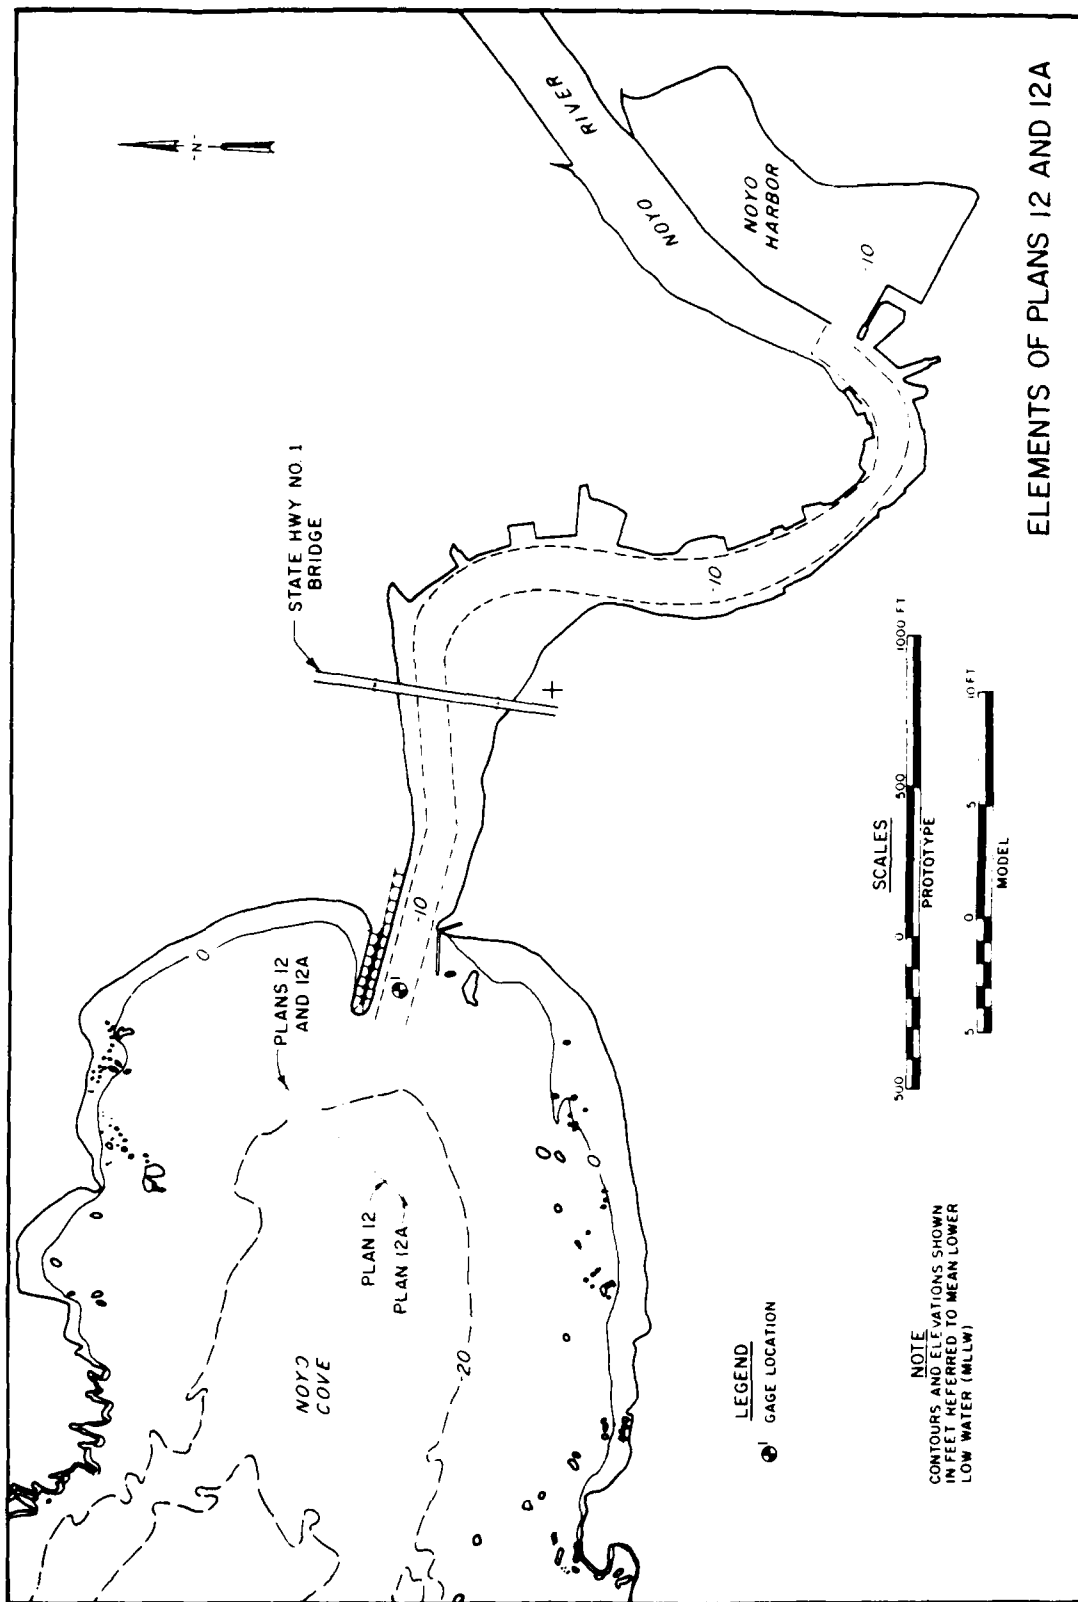 N
STATE HWY NO. 1
BRIDGE
NOYO
RIVER
NOYO
HARBOR
-10
-10
-10
0
PLANS 12
AND 12A
PLAN 12
PLAN 12A
NOYO
COVE
-20
0
1
LEGEND
1 GAGE LOCATION
SCALES
500 0 500 1000 FT
PROTOTYPE
5 0 5 10 FT
MODEL
NOTE
CONTOURS AND ELEVATIONS SHOWN
IN FEET REFERRED TO MEAN LOWER
LOW WATER (MLLW)
ELEMENTS OF PLANS 12 AND 12A